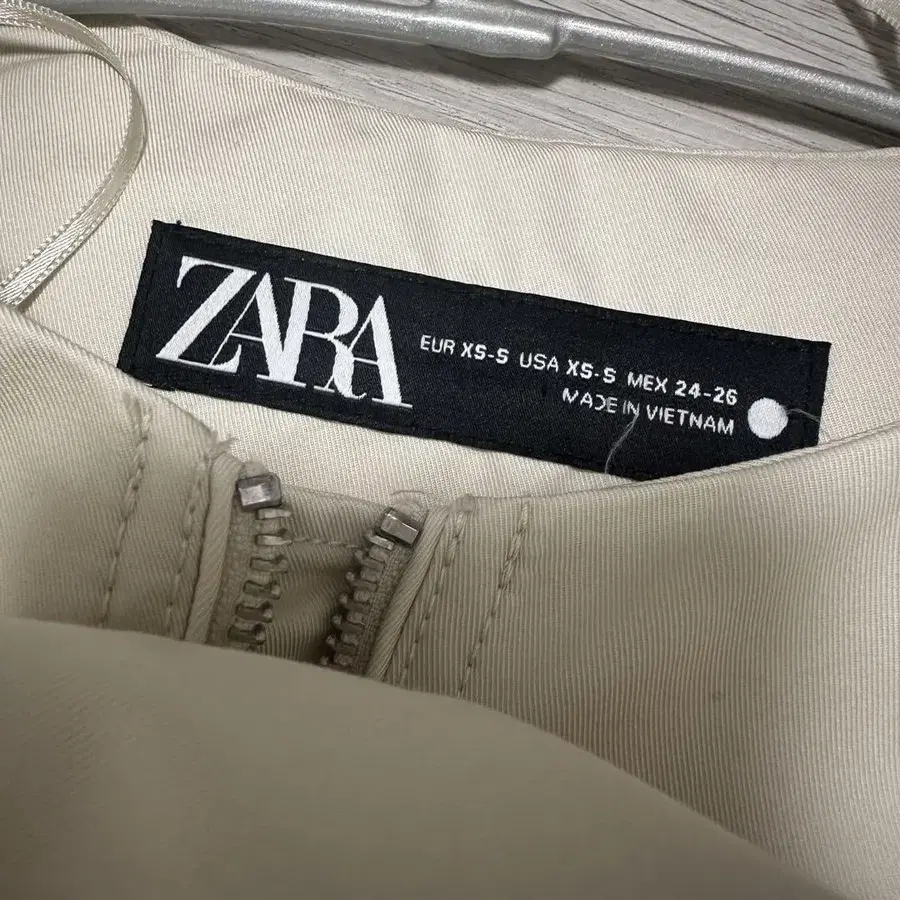 ZARA
EUR XS-S USA XS-S MEX 24-26
MADE IN VIETNAM